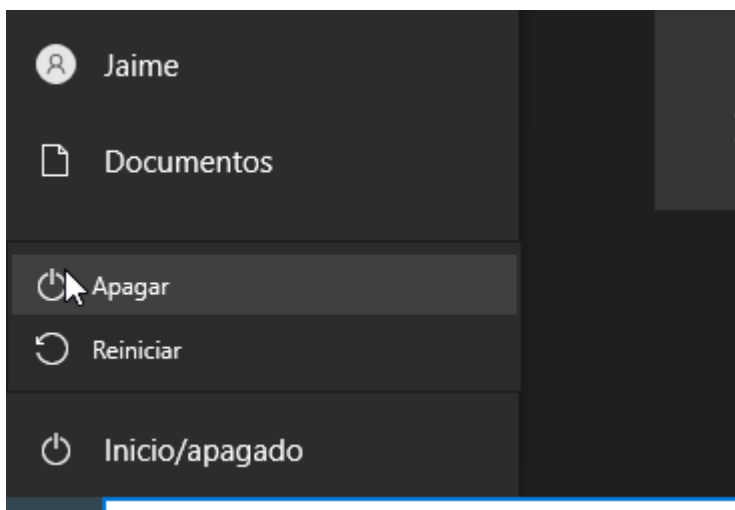 Jaime
Documentos
Apagar
Reiniciar
Inicio/apagado